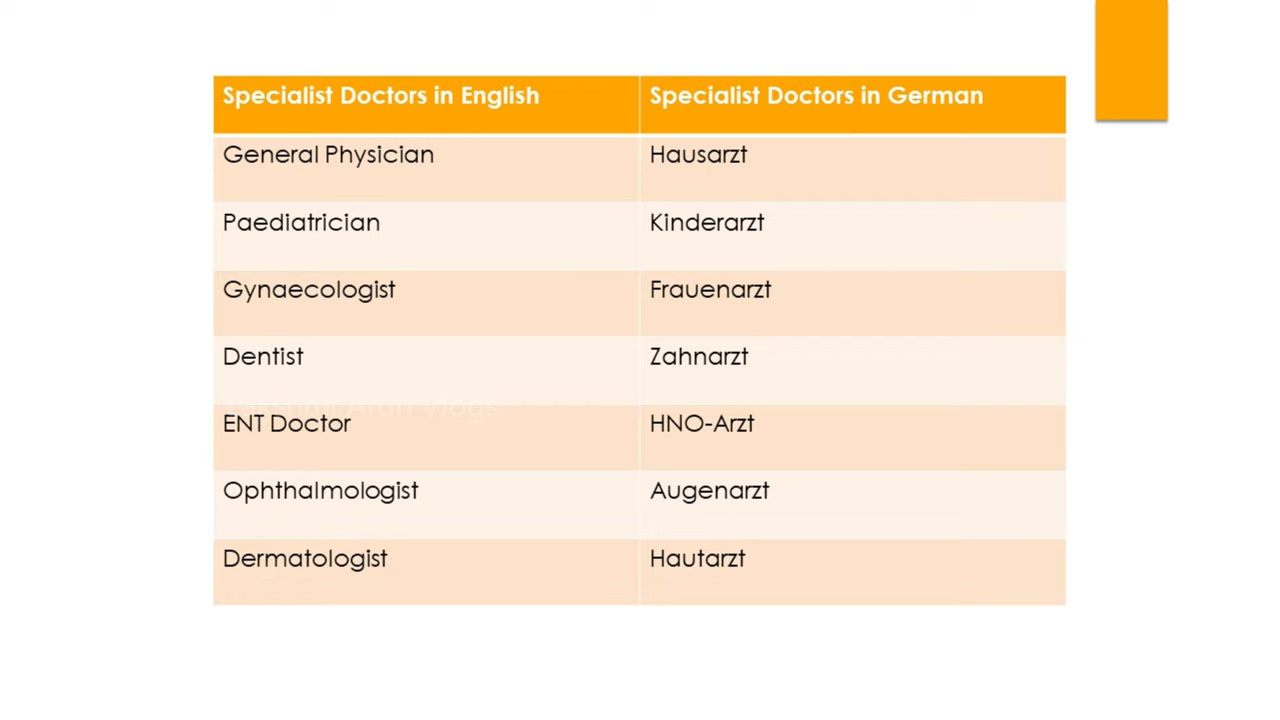 Specialist Doctors in English Specialist Doctors in German
General Physician Hausarzt
Paediatrician Kinderarzt
Gynaecologist Frauenarzt
Dentist Zahnarzt
Vlogs
ENT Doctor HNO-Arzt
Ophthalmologist Augenarzt
Dermatologist Hautarzt